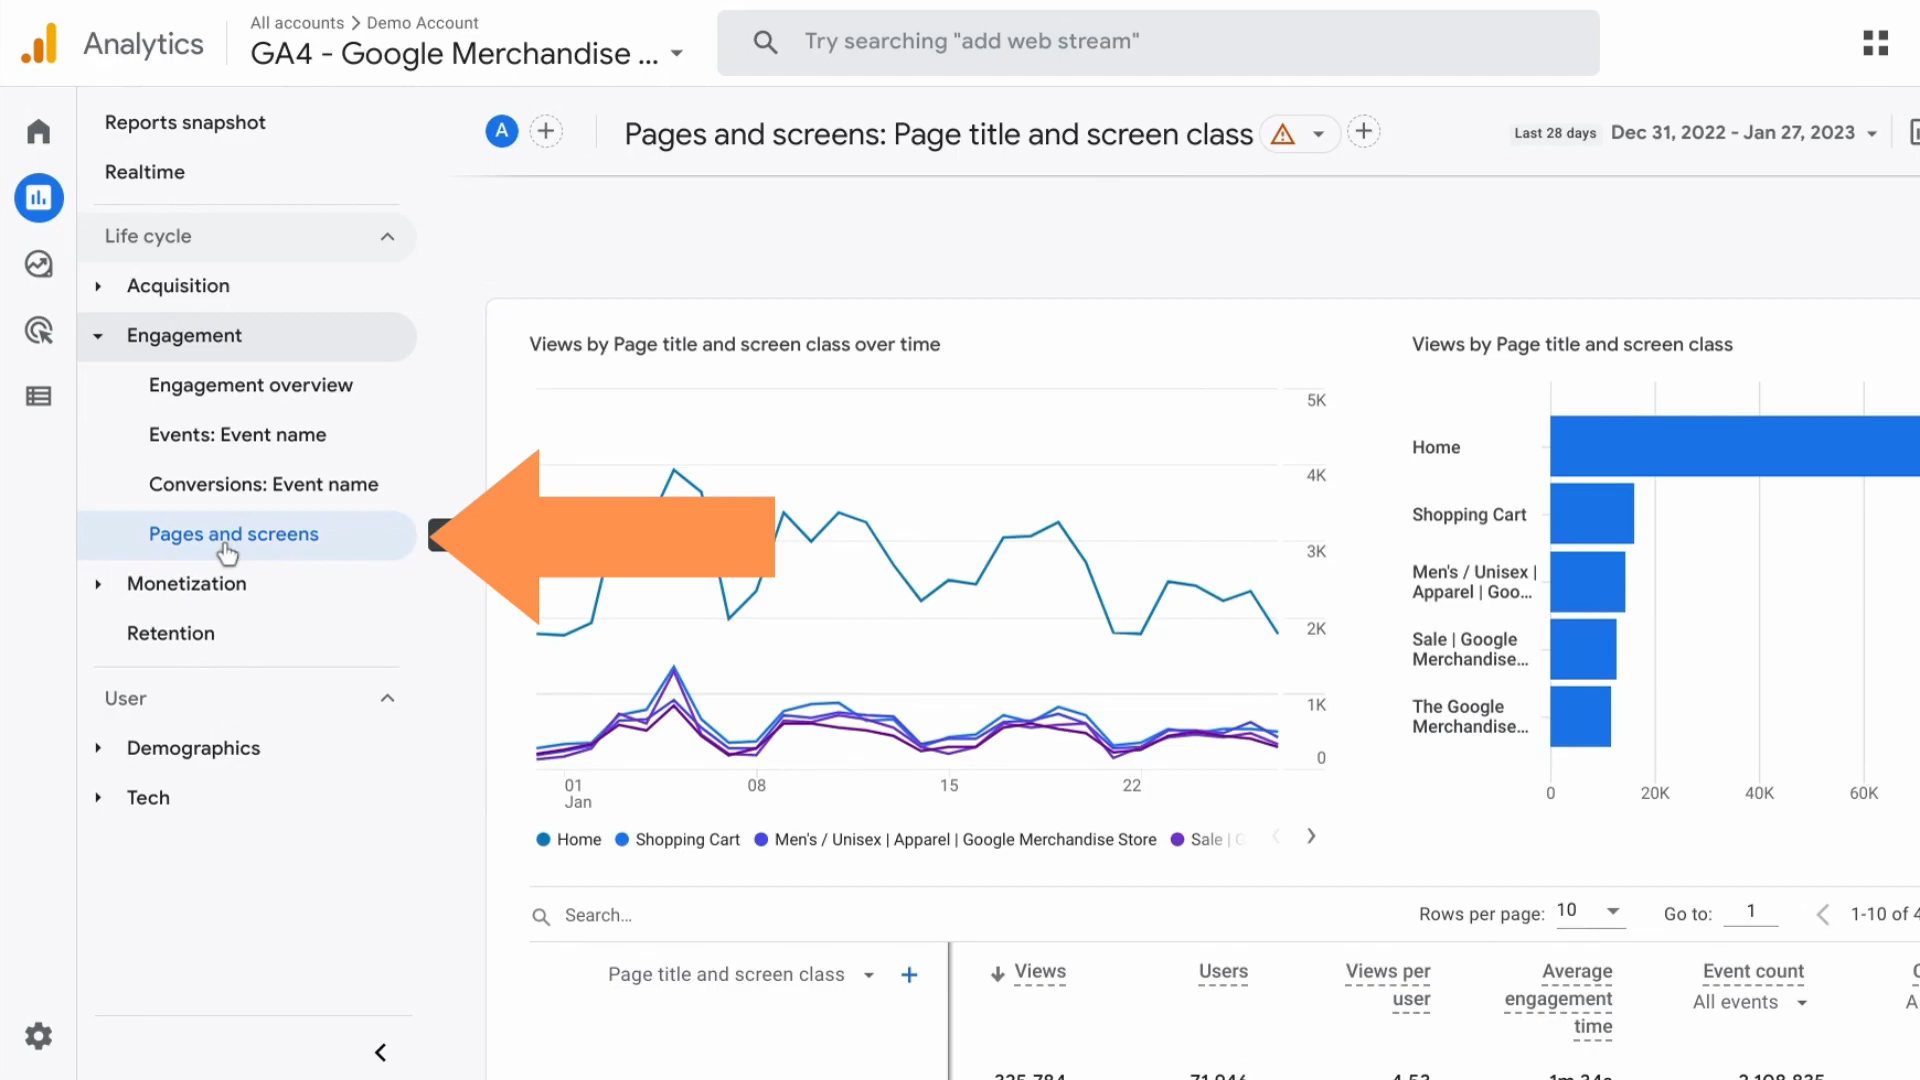 Analytics
All accounts > Demo Account
GA4 - Google Merchandise ...
Try searching "add web stream"
Reports snapshot
Realtime
Life cycle
Acquisition
Engagement
Engagement overview
Events: Event name
Conversions: Event name
Pages and screens
Monetization
Retention
User
Demographics
Tech
A
Pages and screens: Page title and screen class
Last 28 days Dec 31, 2022 - Jan 27, 2023
Views by Page title and screen class over time
5K
4K
3K
2K
1K
0
01
Jan
08
15
22
Home
Shopping Cart
Men's / Unisex | Apparel | Google Merchandise Store
Sale |
Views by Page title and screen class
Home
Shopping Cart
Men's / Unisex |
Apparel | Goo...
Sale | Google
Merchandise...
The Google
Merchandise...
0
20K
40K
60K
Search...
Rows per page: 10
Go to: 1
1-10 of
Page title and screen class
Views
Users
Views per
user
Average
engagement
time
Event count
All events